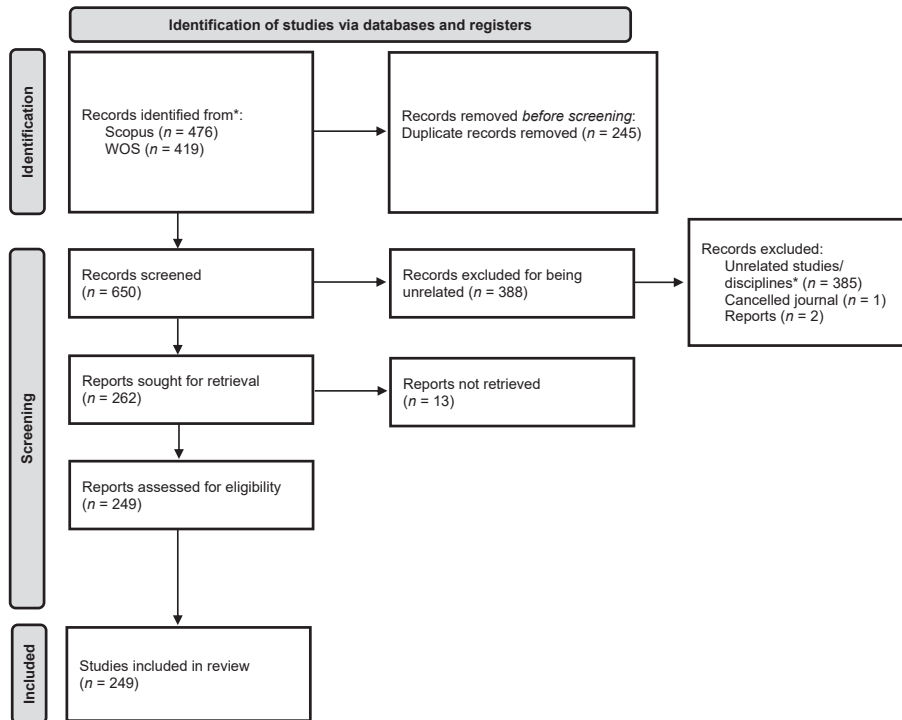 Identification of studies via databases and registers
Identification
Records identified from*:
Scopus (n = 476)
WOS (n = 419)
Records removed before screening:
Duplicate records removed (n = 245)
Screening
Records screened
(n = 650)
Records excluded for being
unrelated (n = 388)
Records excluded:
Unrelated studies/
disciplines* (n = 385)
Cancelled journal (n = 1)
Reports (n = 2)
Reports sought for retrieval
(n = 262)
Reports not retrieved
(n = 13)
Reports assessed for eligibility
(n = 249)
Included
Studies included in review
(n = 249)